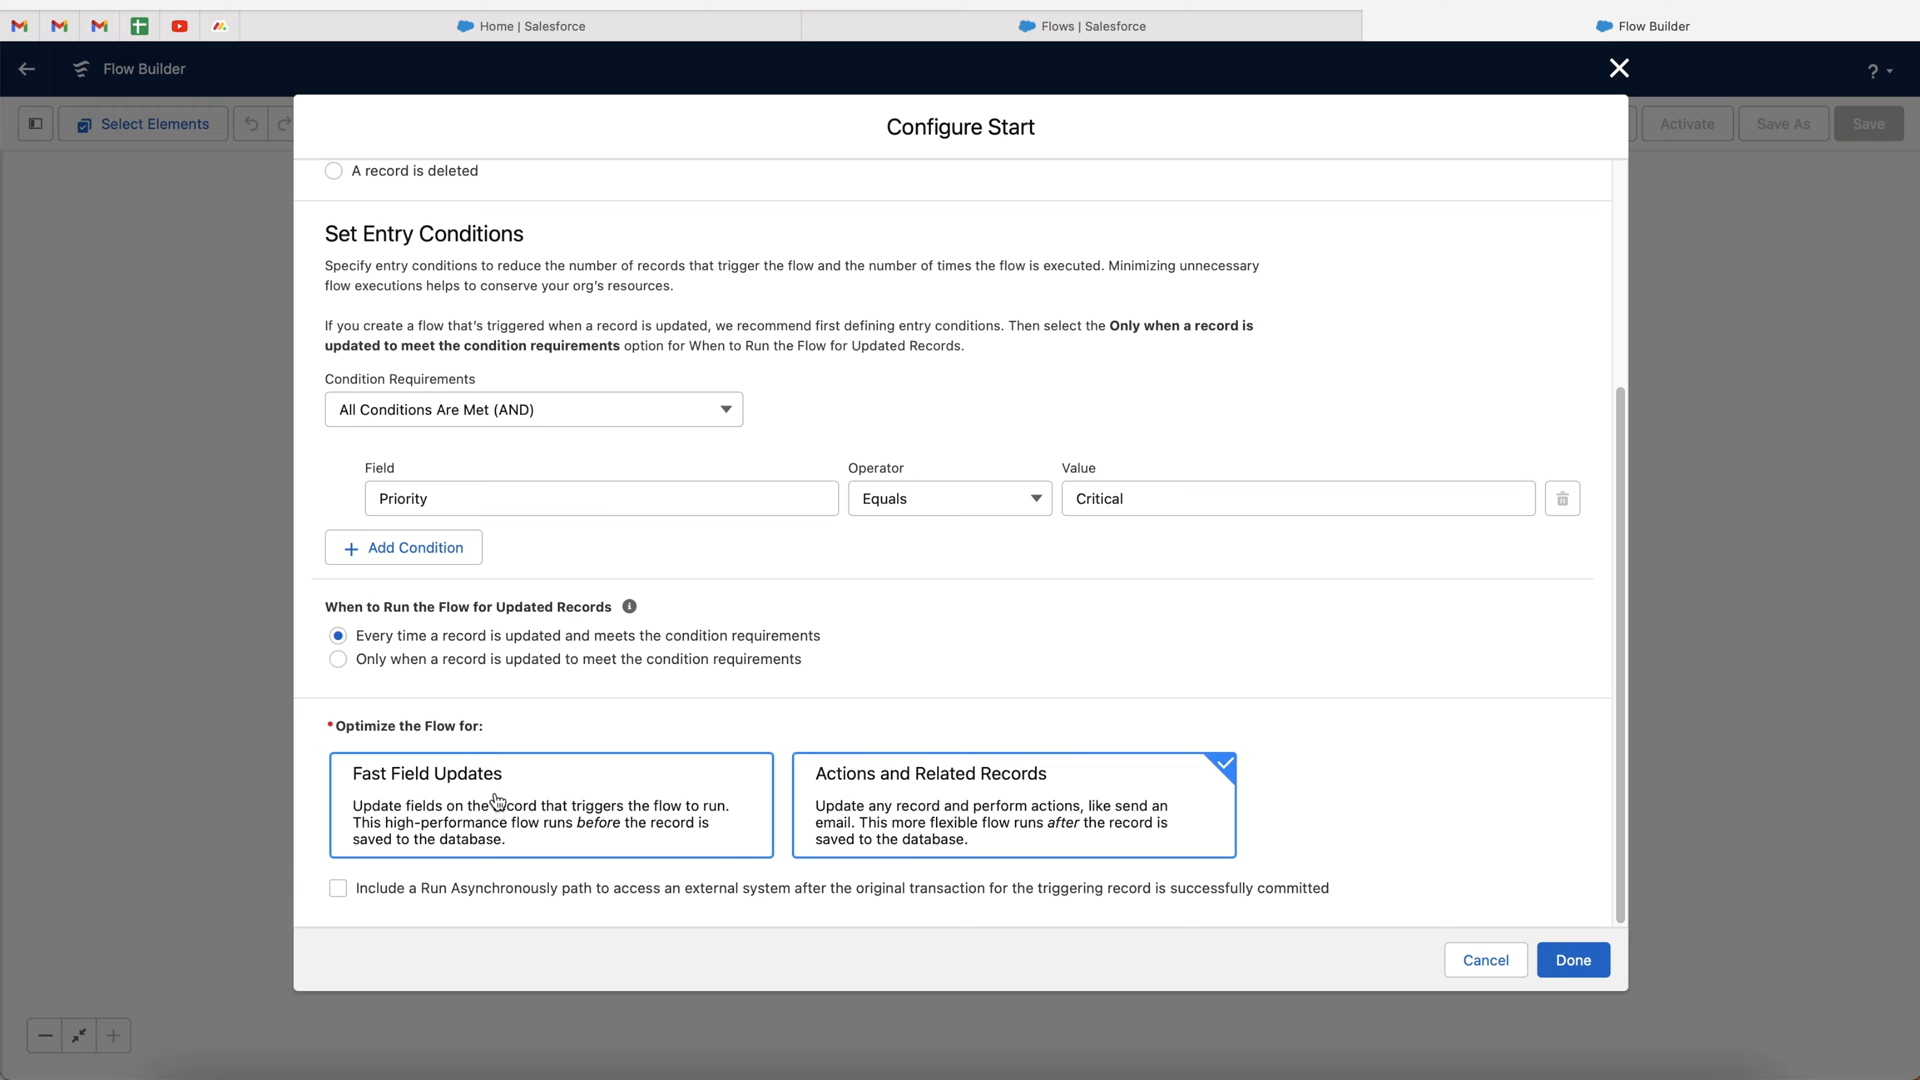 Home | Salesforce
Flows | Salesforce
Flow Builder
Flow Builder
?
Select Elements
Activate
Save As
Save
Configure Start
A record is deleted
Set Entry Conditions
Specify entry conditions to reduce the number of records that trigger the flow and the number of times the flow is executed. Minimizing unnecessary
flow executions helps to conserve your org's resources.
If you create a flow that's triggered when a record is updated, we recommend first defining entry conditions. Then select the Only when a record is
updated to meet the condition requirements option for When to Run the Flow for Updated Records.
Condition Requirements
All Conditions Are Met (AND)
Field
Operator
Value
Priority
Equals
Critical
+ Add Condition
When to Run the Flow for Updated Records
Every time a record is updated and meets the condition requirements
Only when a record is updated to meet the condition requirements
*Optimize the Flow for:
Fast Field Updates
Update fields on the record that triggers the flow to run.
This high-performance flow runs before the record is
saved to the database.
Actions and Related Records
Update any record and perform actions, like send an
email. This more flexible flow runs after the record is
saved to the database.
Include a Run Asynchronously path to access an external system after the original transaction for the triggering record is successfully committed
Cancel
Done